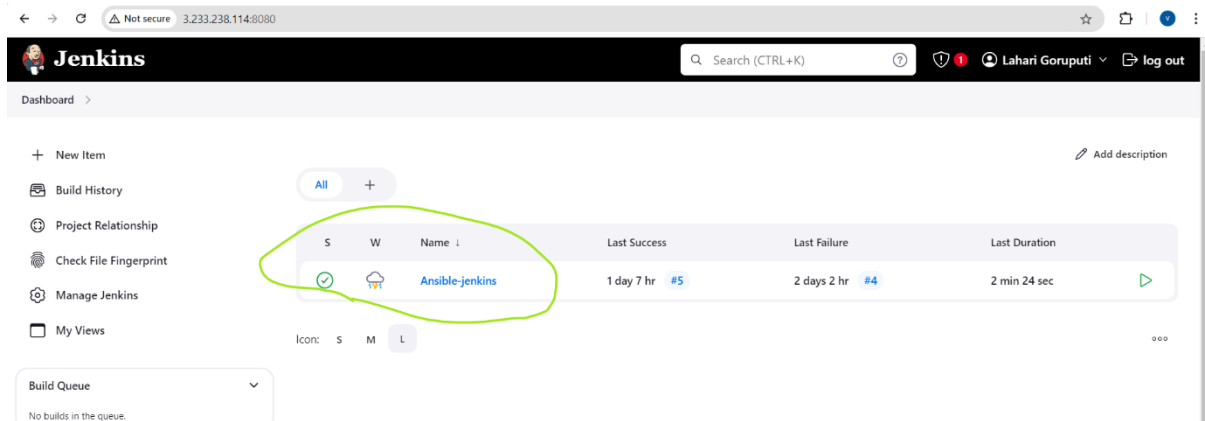 Not secure 3.233.238.114:8080 V
Jenkins Search (CTRL+K) ? 1 Lahari Goruputi log out
Dashboard >
+ New Item
Build History
Project Relationship
Check File Fingerprint
Manage Jenkins
My Views
Build Queue
No builds in the queue.
Add description
All +
S W Name ↓ Last Success Last Failure Last Duration
Ansible-jenkins 1 day 7 hr #5 2 days 2 hr #4 2 min 24 sec
Icon: S M L